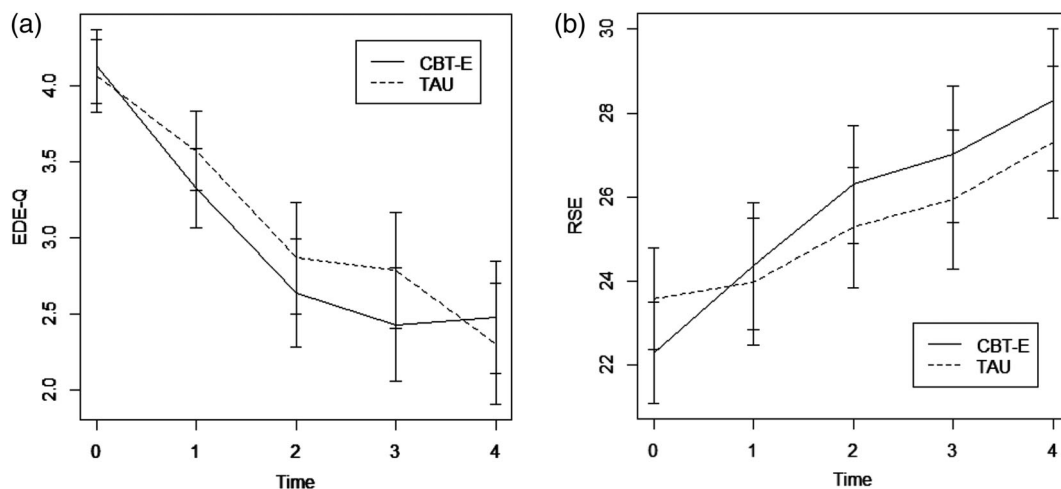 (a)
EDE-Q
4.0
3.5
3.0
2.5
2.0
CBT-E
TAU
0 1 2 3 4
Time
(b)
RSE
30
28
26
24
22
CBT-E
TAU
0 1 2 3 4
Time